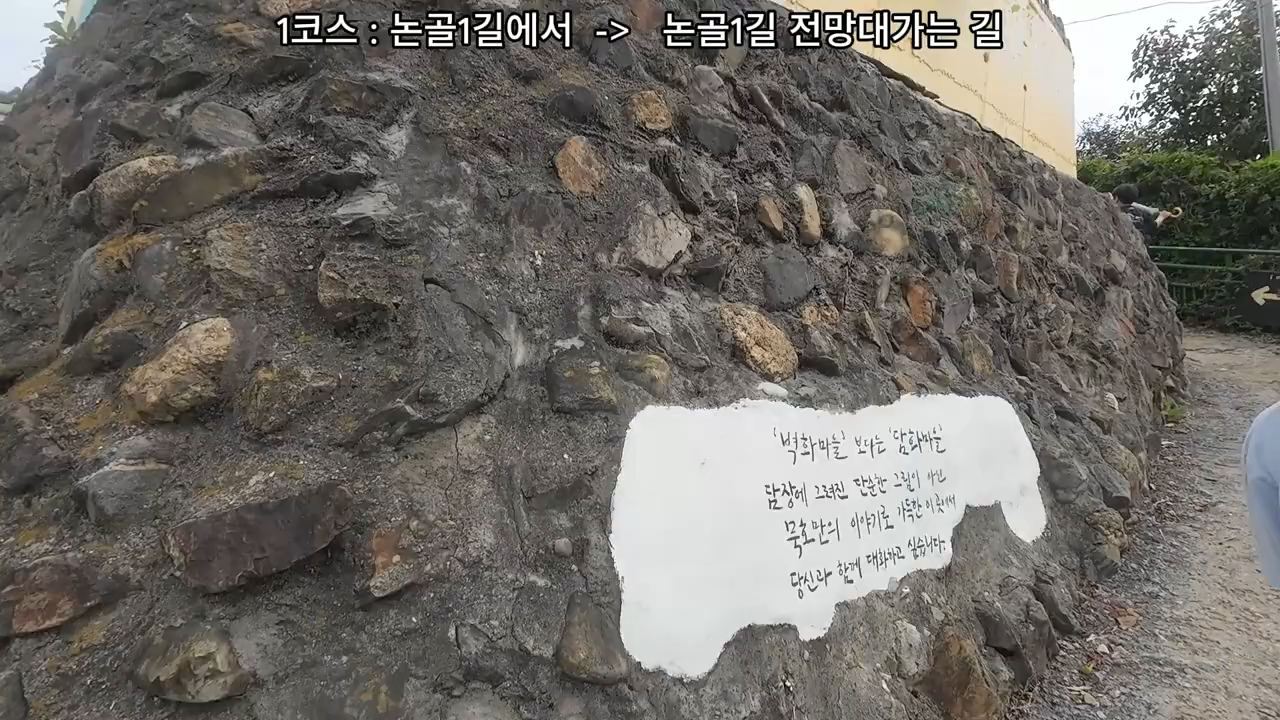 1코스 : 논골1길에서 -> 논골1길 전망대가는 길
'벽화마을' 보다는 '담화마을'
담장에 그려진 단순한 그림이 아닌
묵호만의 이야기로 가득한 이곳에서
당신과 함께 대화하고 싶습니다.